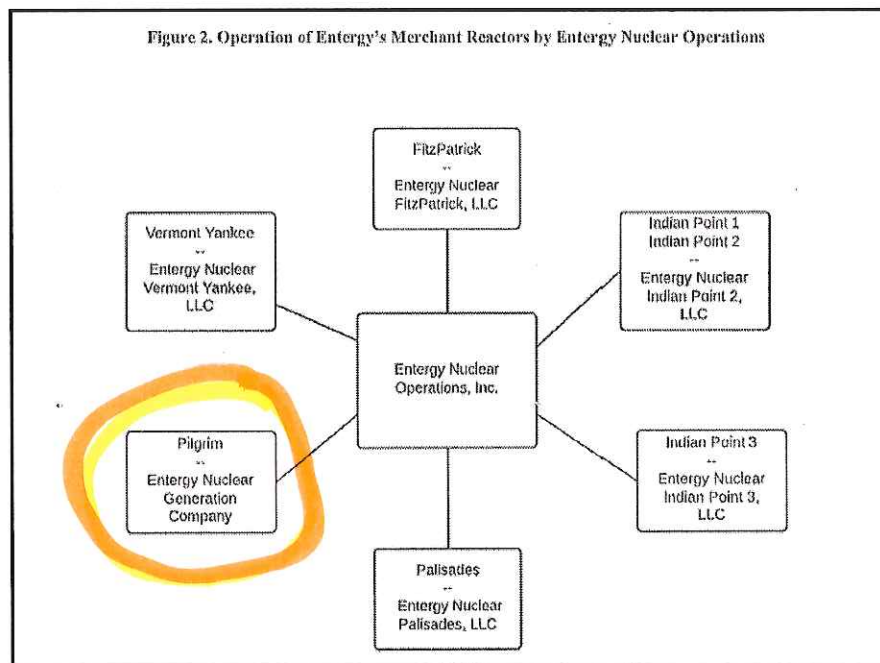 Figure 2. Operation of Entergy's Merchant Reactors by Entergy Nuclear Operations
FitzPatrick
--
Entergy Nuclear
FitzPatrick, LLC
Vermont Yankee
--
Entergy Nuclear
Vermont Yankee,
LLC
Indian Point 1
Indian Point 2
--
Entergy Nuclear
Indian Point 2,
LLC
Entergy Nuclear
Operations, Inc.
Pilgrim
--
Entergy Nuclear
Generation
Company
Indian Point 3
--
Entergy Nuclear
Indian Point 3,
LLC
Palisades
--
Entergy Nuclear
Palisades, LLC